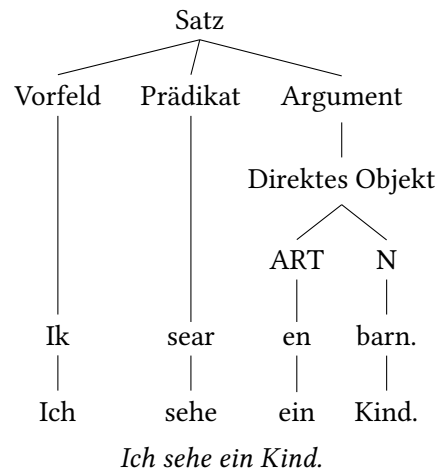 Satz
Vorfeld Prädikat Argument
Direktes Objekt
ART N
Ik sear en barn.
Ich sehe ein Kind.
Ich sehe ein Kind.